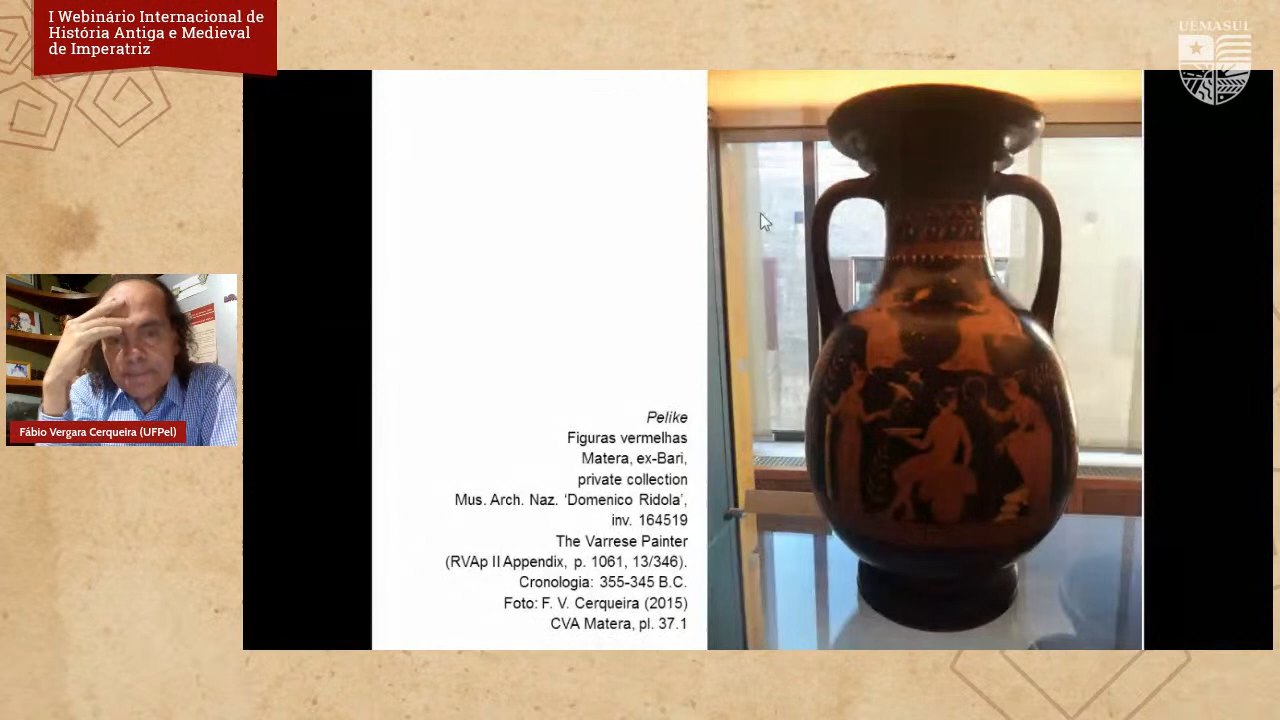 I Webinário Internacional de
História Antiga e Medieval
de Imperatriz
UEMASUL
Fábio Vergara Cerqueira (UFPel)
Pelike
Figuras vermelhas
Matera, ex-Bari,
private collection
Mus. Arch. Naz. ‘Domenico Ridola’,
inv. 164519
The Varrese Painter
(RVAp II Appendix, p. 1061, 13/346).
Cronologia: 355-345 B.C.
Foto: F. V. Cerqueira (2015)
CVA Matera, pl. 37.1